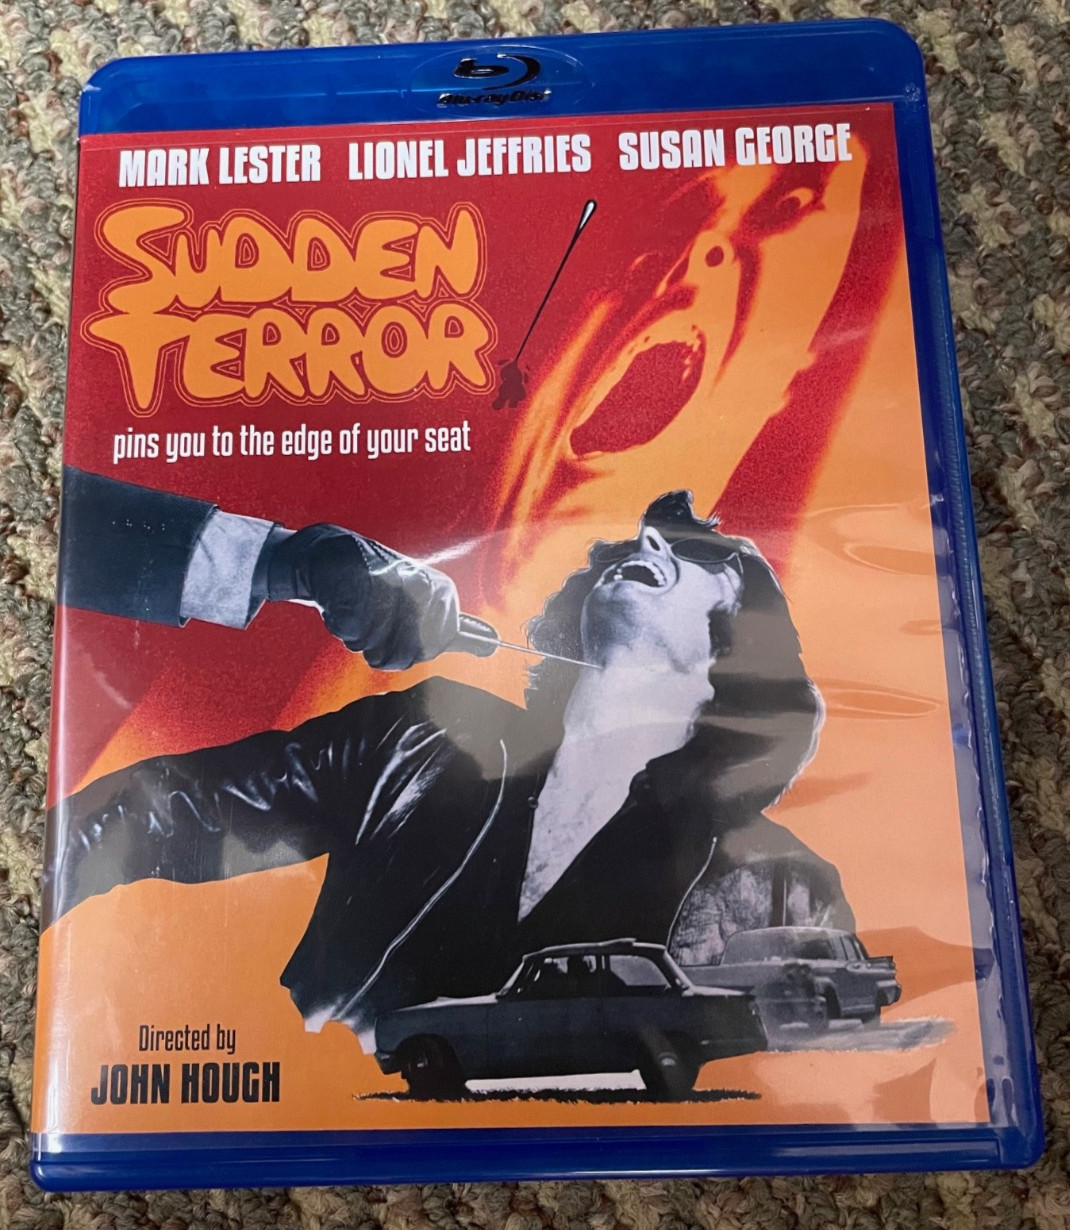 Blu-ray Disc
MARK LESTER LIONEL JEFFRIES SUSAN GEORGE
SUDDEN
TERROR
pins you to the edge of your seat
Directed by
JOHN HOUGH